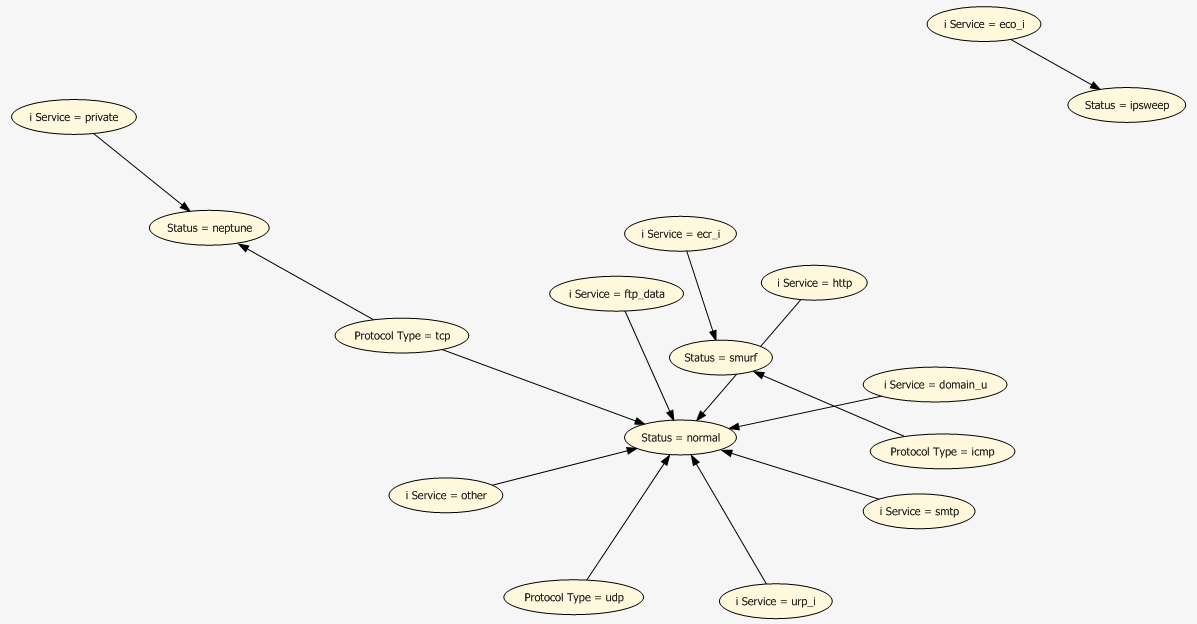 i Service = eco_i
Status = ipsweep
i Service = private
Status = neptune
i Service = ecr_i
i Service = http
i Service = ftp_data
Protocol Type = tcp
Status = smurf
i Service = domain_u
Status = normal
Protocol Type = icmp
i Service = other
i Service = smtp
Protocol Type = udp
i Service = urp_i